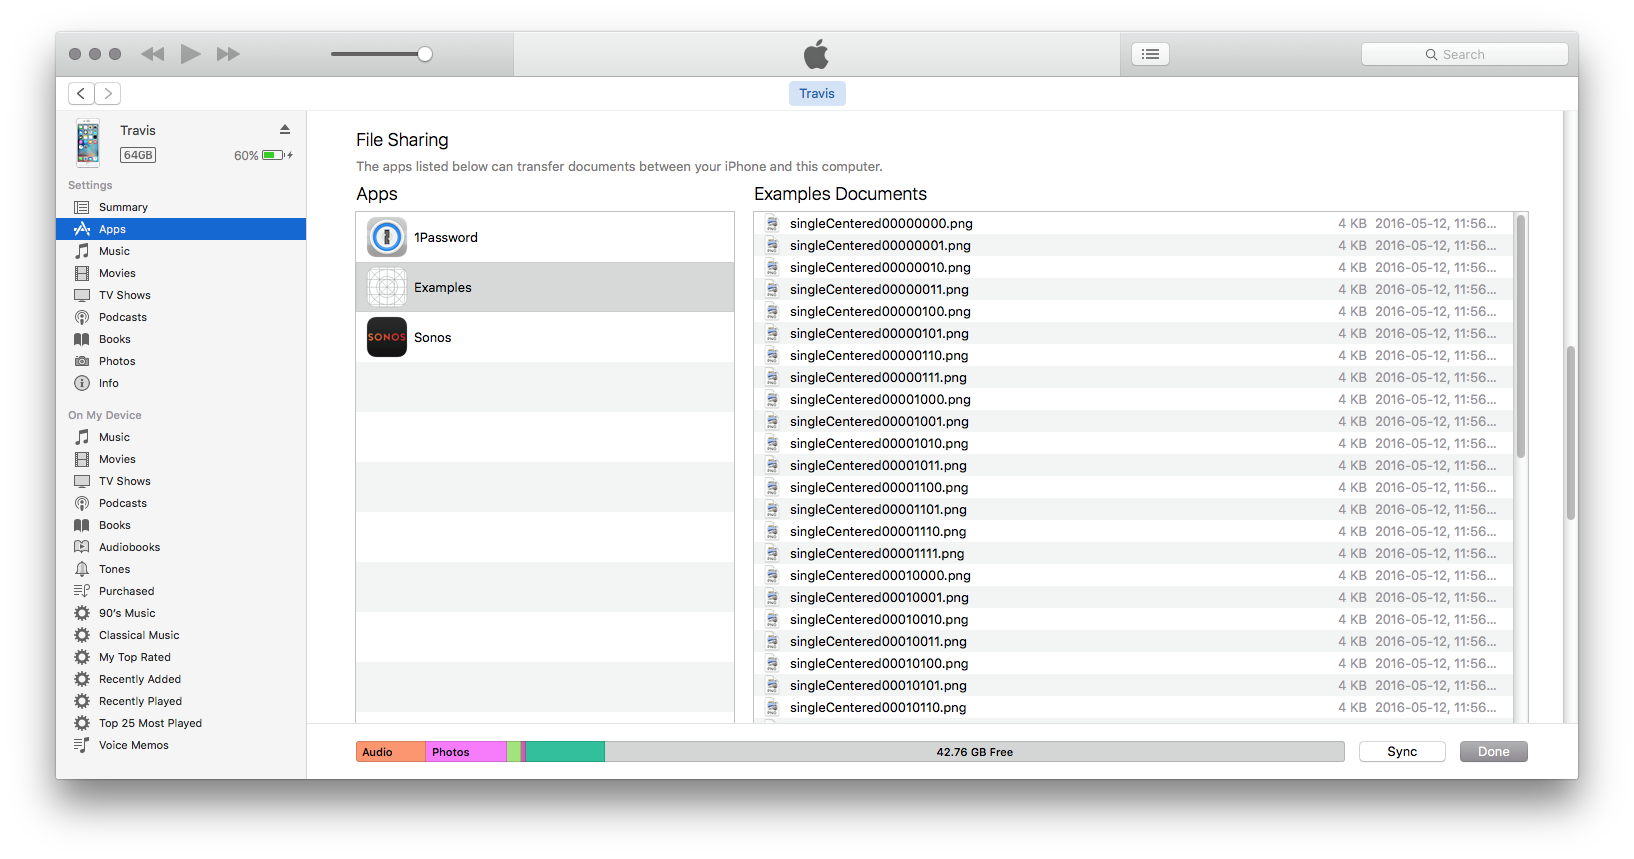 Search
Travis
Travis
64GB
60%
Settings
Summary
Apps
Music
Movies
TV Shows
Podcasts
Books
Photos
Info
On My Device
Music
Movies
TV Shows
Podcasts
Books
Audiobooks
Tones
Purchased
90's Music
Classical Music
My Top Rated
Recently Added
Recently Played
Top 25 Most Played
Voice Memos
File Sharing
The apps listed below can transfer documents between your iPhone and this computer.
Apps
1Password
Examples
SONOS Sonos
Examples Documents
singleCentered00000000.png 4 KB 2016-05-12, 11:56...
singleCentered00000001.png 4 KB 2016-05-12, 11:56...
singleCentered00000010.png 4 KB 2016-05-12, 11:56...
singleCentered00000011.png 4 KB 2016-05-12, 11:56...
singleCentered00000100.png 4 KB 2016-05-12, 11:56...
singleCentered00000101.png 4 KB 2016-05-12, 11:56...
singleCentered00000110.png 4 KB 2016-05-12, 11:56...
singleCentered00000111.png 4 KB 2016-05-12, 11:56...
singleCentered00001000.png 4 KB 2016-05-12, 11:56...
singleCentered00001001.png 4 KB 2016-05-12, 11:56...
singleCentered00001010.png 4 KB 2016-05-12, 11:56...
singleCentered00001011.png 4 KB 2016-05-12, 11:56...
singleCentered00001100.png 4 KB 2016-05-12, 11:56...
singleCentered00001101.png 4 KB 2016-05-12, 11:56...
singleCentered00001110.png 4 KB 2016-05-12, 11:56...
singleCentered00001111.png 4 KB 2016-05-12, 11:56...
singleCentered00010000.png 4 KB 2016-05-12, 11:56...
singleCentered00010001.png 4 KB 2016-05-12, 11:56...
singleCentered00010010.png 4 KB 2016-05-12, 11:56...
singleCentered00010011.png 4 KB 2016-05-12, 11:56...
singleCentered00010100.png 4 KB 2016-05-12, 11:56...
singleCentered00010101.png 4 KB 2016-05-12, 11:56...
singleCentered00010110.png 4 KB 2016-05-12, 11:56...
Audio Photos 42.76 GB Free Sync Done